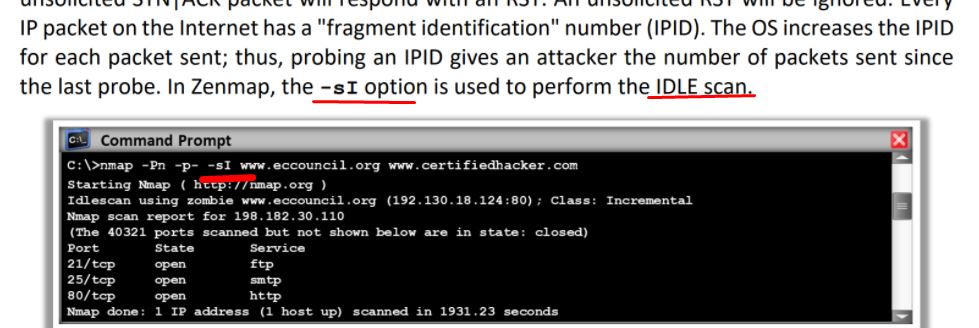 unsolicited SYN|ACK packet will respond with an RST. An unsolicited RST will be ignored. Every
IP packet on the Internet has a "fragment identification" number (IPID). The OS increases the IPID
for each packet sent; thus, probing an IPID gives an attacker the number of packets sent since
the last probe. In Zenmap, the -sI option is used to perform the IDLE scan.
C:\. Command Prompt
C:\>nmap -Pn -p- -sI www.eccouncil.org www.certifiedhacker.com
Starting Nmap ( http://nmap.org )
Idlescan using zombie www.eccouncil.org (192.130.18.124:80); Class: Incremental
Nmap scan report for 198.182.30.110
(The 40321 ports scanned but not shown below are in state: closed)
Port State Service
21/tcp open ftp
25/tcp open smtp
80/tcp open http
Nmap done: 1 IP address (1 host up) scanned in 1931.23 seconds